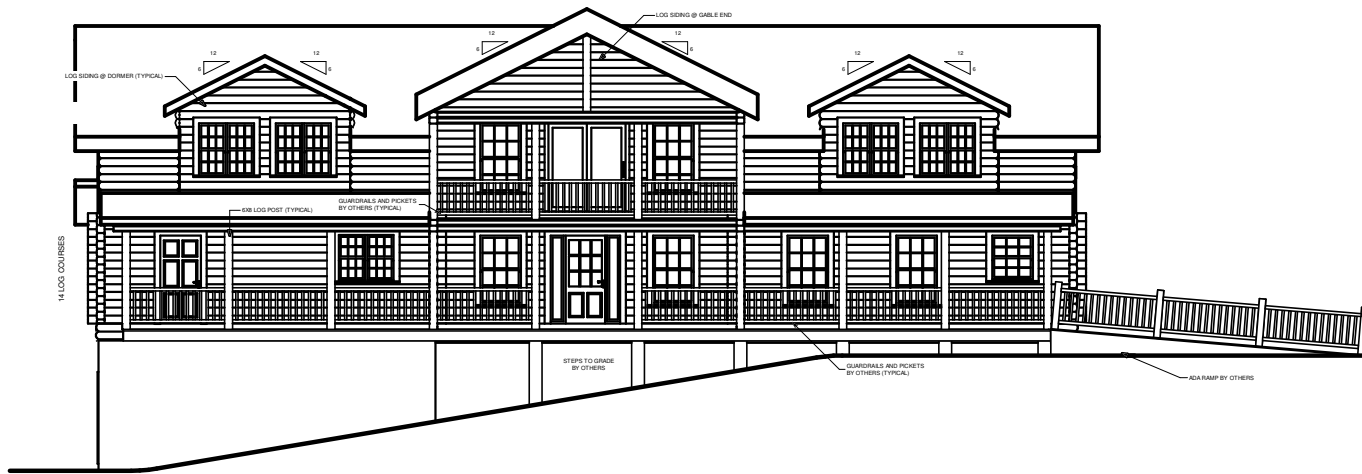 LOG SIDING @ GABLE END
12
12
12
12
12
12
6
6
6
6
6
6
LOG SIDING @ DORMER (TYPICAL)
GUARDRAILS AND PICKETS
BY OTHERS (TYPICAL)
6X8 LOG POST (TYPICAL)
14 LOG COURSES
STEPS TO GRADE
BY OTHERS
GUARDRAILS AND PICKETS
BY OTHERS (TYPICAL)
ADA RAMP BY OTHERS